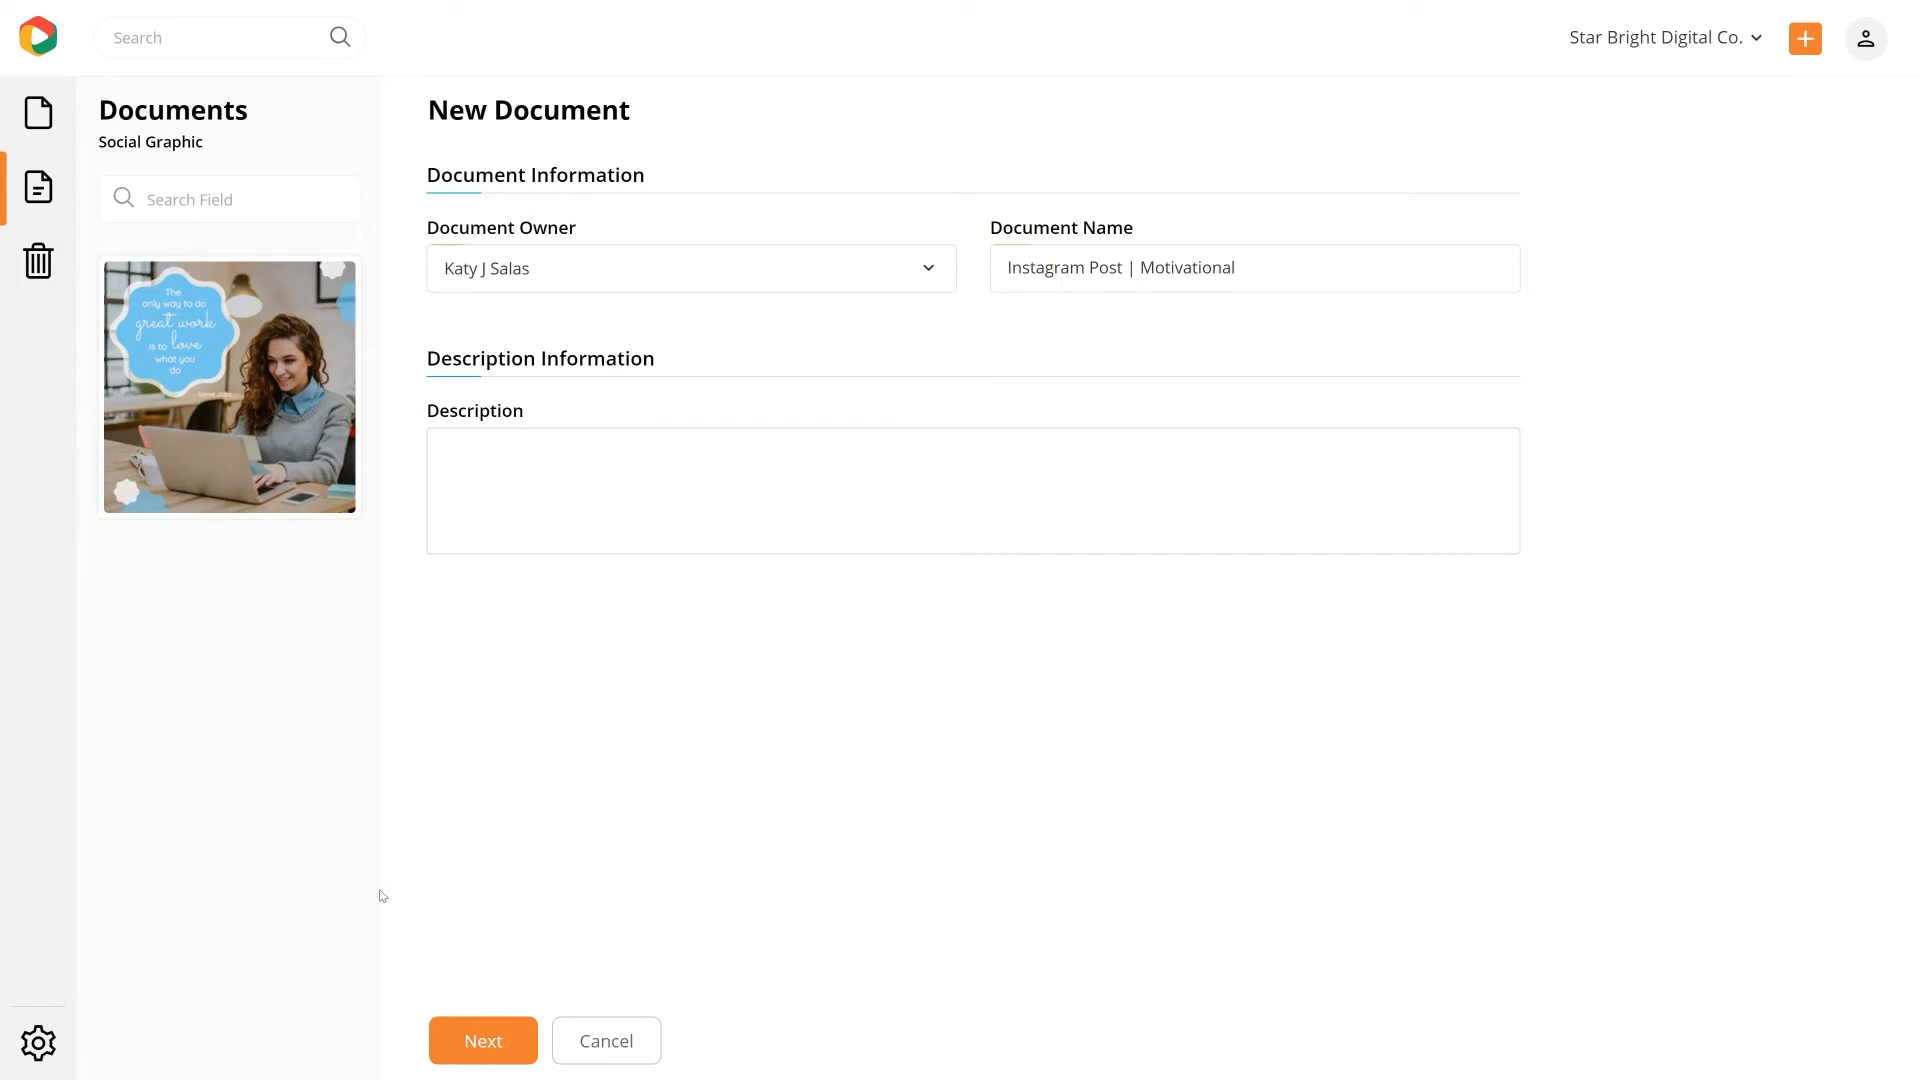 Search
Star Bright Digital Co.
Documents
Social Graphic
Search Field
The
only way to do
great work
is to love
what you
do
- Steve Jobs
New Document
Document Information
Document Owner
Katy J Salas
Document Name
Instagram Post | Motivational
Description Information
Description
Next
Cancel